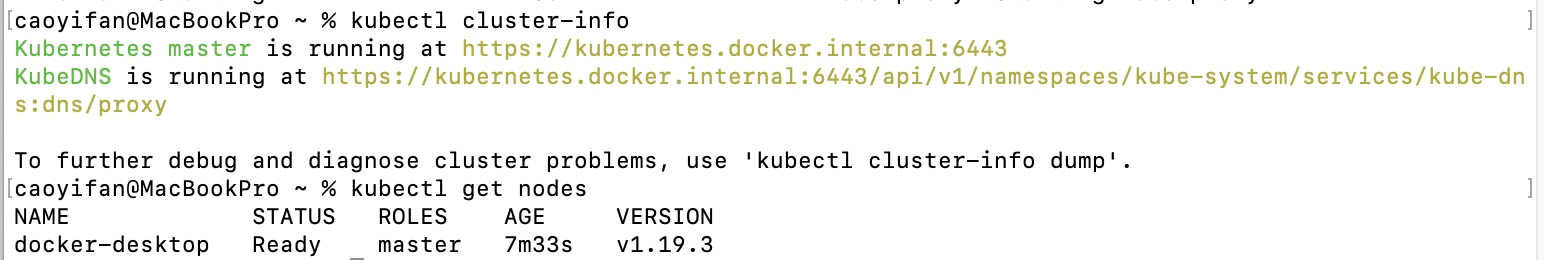 [caoyifan@MacBookPro ~ % kubectl cluster-info ]
Kubernetes master is running at https://kubernetes.docker.internal:6443
KubeDNS is running at https://kubernetes.docker.internal:6443/api/v1/namespaces/kube-system/services/kube-dn
s:dns/proxy
To further debug and diagnose cluster problems, use 'kubectl cluster-info dump'.
[caoyifan@MacBookPro ~ % kubectl get nodes ]
NAME STATUS ROLES AGE VERSION
docker-desktop Ready master 7m33s v1.19.3